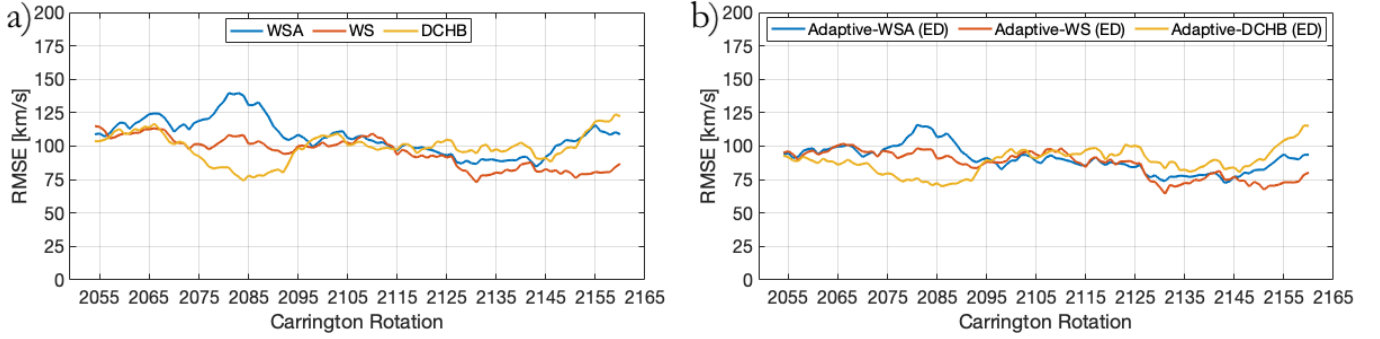 a)
WSA WS DCHB
RMSE [km/s]
200
175
150
125
100
75
50
25
0
2055 2065 2075 2085 2095 2105 2115 2125 2135 2145 2155 2165
Carrington Rotation
b)
Adaptive-WSA (ED) Adaptive-WS (ED) Adaptive-DCHB (ED)
RMSE [km/s]
200
175
150
125
100
75
50
25
0
2055 2065 2075 2085 2095 2105 2115 2125 2135 2145 2155 2165
Carrington Rotation